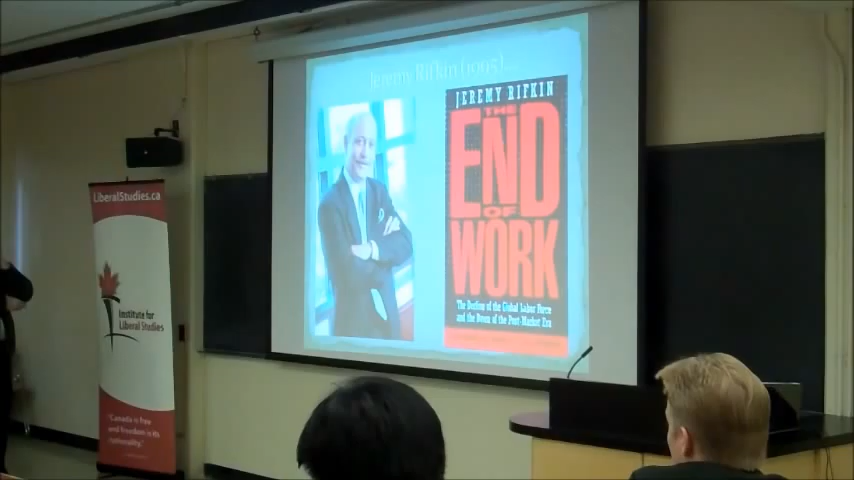 Jeremy Rifkin (1995)...
JEREMY RIFKIN
THE
END
OF
WORK
The Decline of the Global Labor Force
and the Dawn of the Post-Market Era
LiberalStudies.ca
Institute for
Liberal Studies
"Canada is free
and freedom is its
nationality."